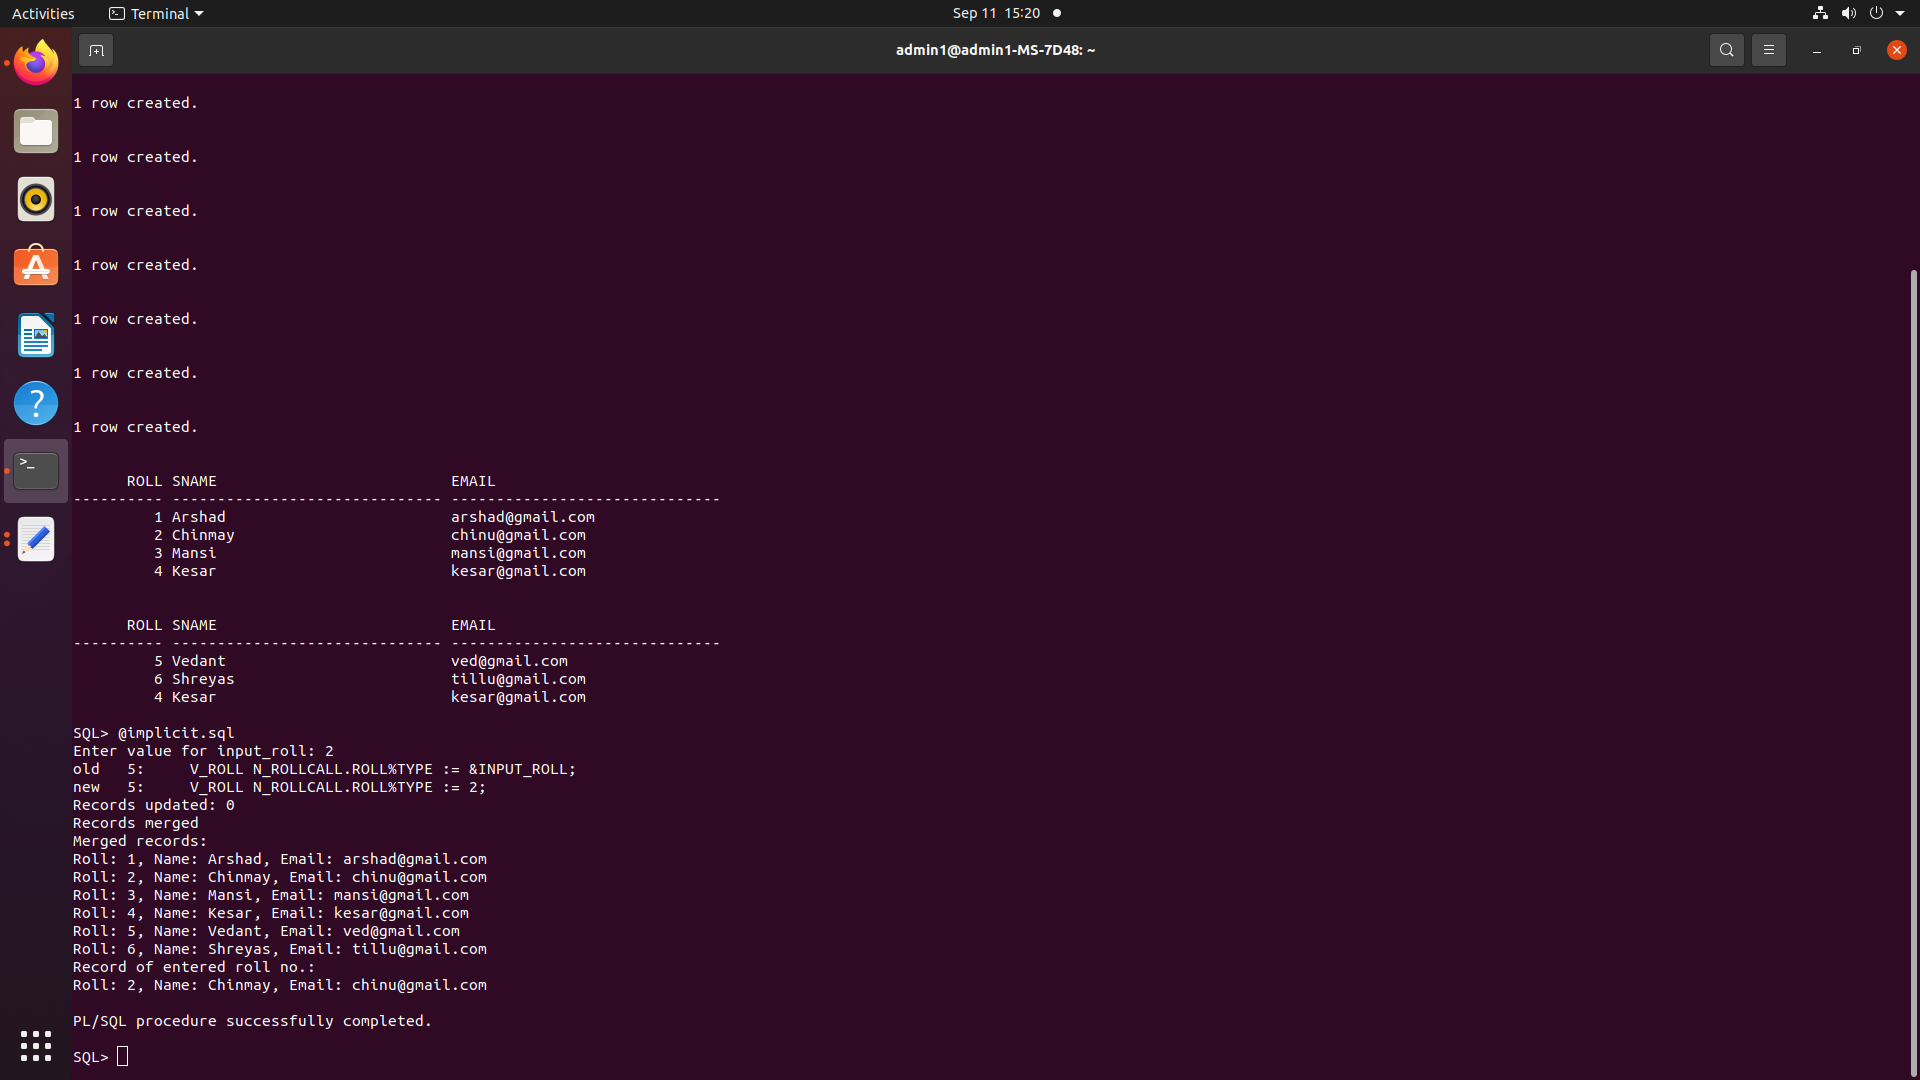 Activities Terminal Sep 11 15:20
admin1@admin1-MS-7D48: ~
1 row created.
1 row created.
1 row created.
1 row created.
1 row created.
1 row created.
1 row created.
ROLL SNAME EMAIL
---------- ------------------------------ ------------------------------
1 Arshad arshad@gmail.com
2 Chinmay chinu@gmail.com
3 Mansi mansi@gmail.com
4 Kesar kesar@gmail.com
ROLL SNAME EMAIL
---------- ------------------------------ ------------------------------
5 Vedant ved@gmail.com
6 Shreyas tillu@gmail.com
4 Kesar kesar@gmail.com
SQL> @implicit.sql
Enter value for input_roll: 2
old 5: V_ROLL N_ROLLCALL.ROLL%TYPE := &INPUT_ROLL;
new 5: V_ROLL N_ROLLCALL.ROLL%TYPE := 2;
Records updated: 0
Records merged
Merged records:
Roll: 1, Name: Arshad, Email: arshad@gmail.com
Roll: 2, Name: Chinmay, Email: chinu@gmail.com
Roll: 3, Name: Mansi, Email: mansi@gmail.com
Roll: 4, Name: Kesar, Email: kesar@gmail.com
Roll: 5, Name: Vedant, Email: ved@gmail.com
Roll: 6, Name: Shreyas, Email: tillu@gmail.com
Record of entered roll no.:
Roll: 2, Name: Chinmay, Email: chinu@gmail.com
PL/SQL procedure successfully completed.
SQL>